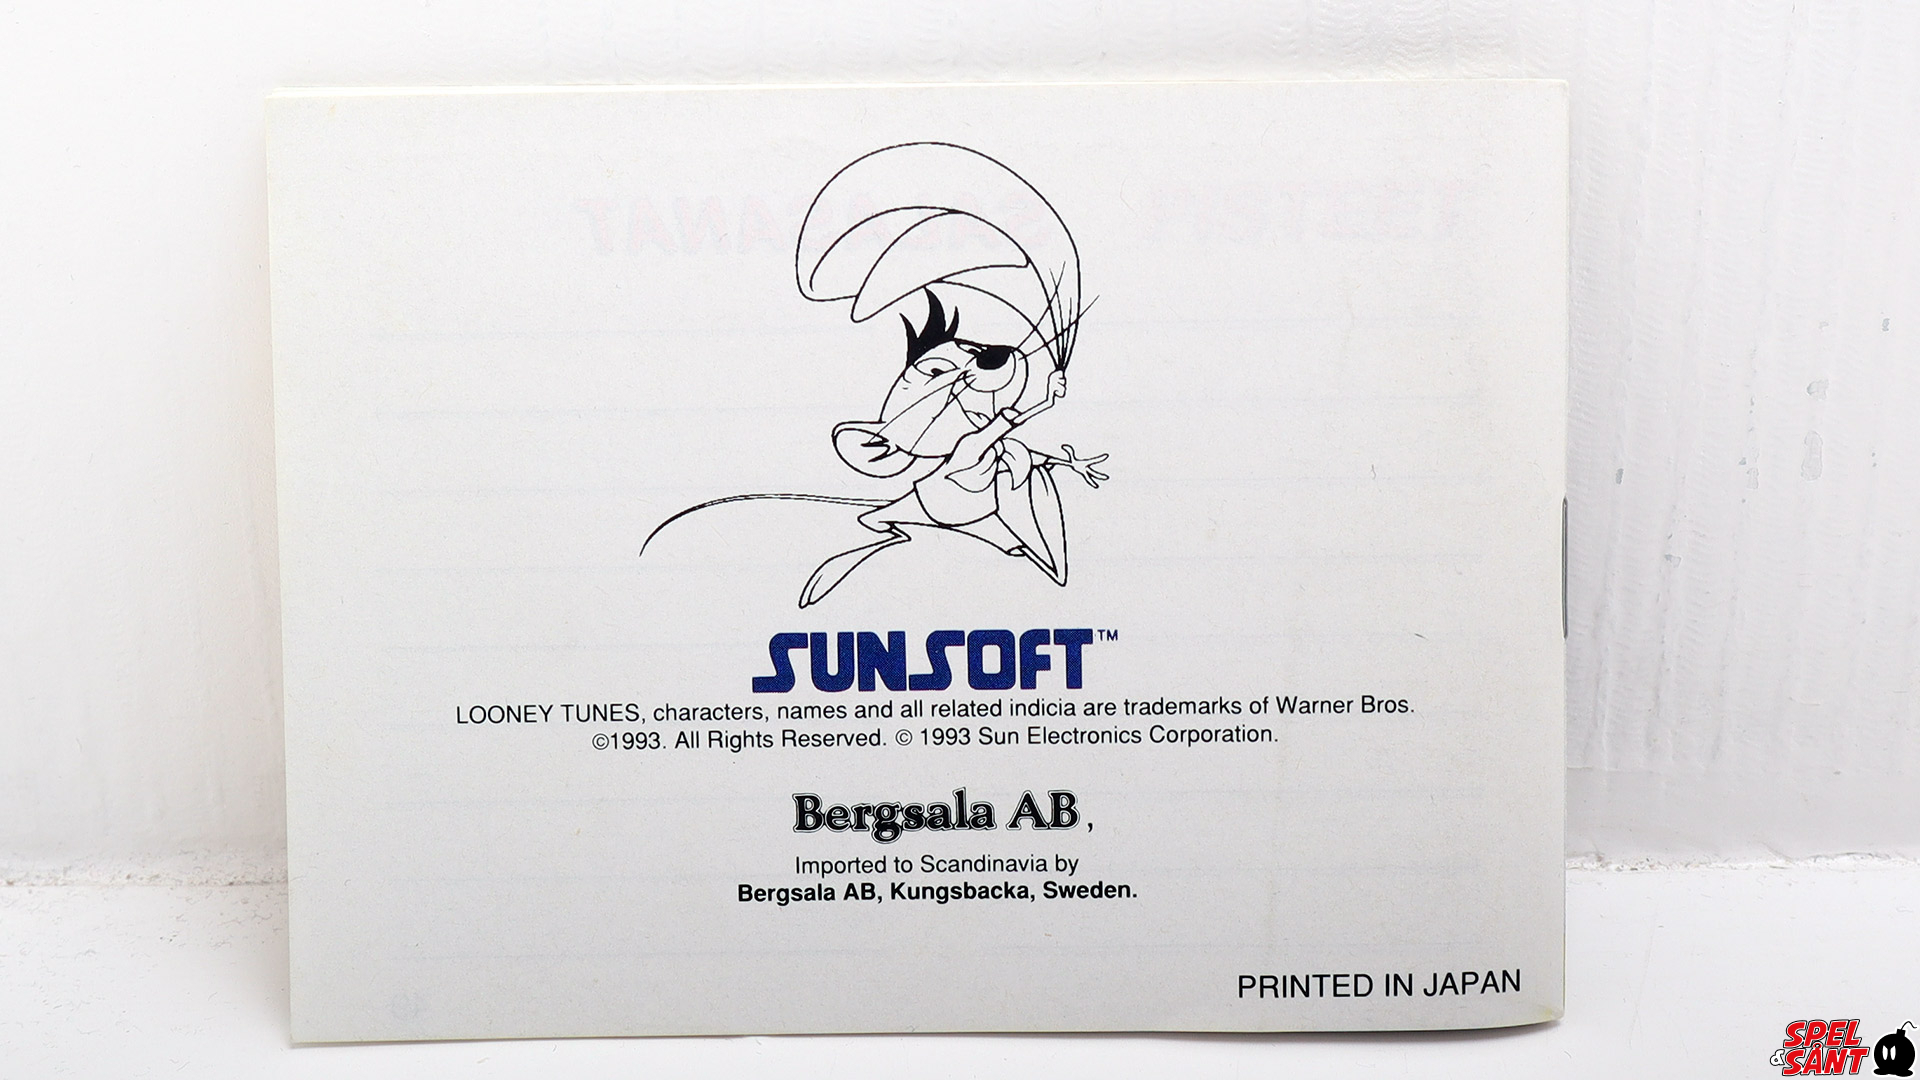 SUNSOFT™
LOONEY TUNES, characters, names and all related indicia are trademarks of Warner Bros.
©1993. All Rights Reserved. © 1993 Sun Electronics Corporation.
Bergsala AB,
Imported to Scandinavia by
Bergsala AB, Kungsbacka, Sweden.
PRINTED IN JAPAN
SPEL
&SÅNT